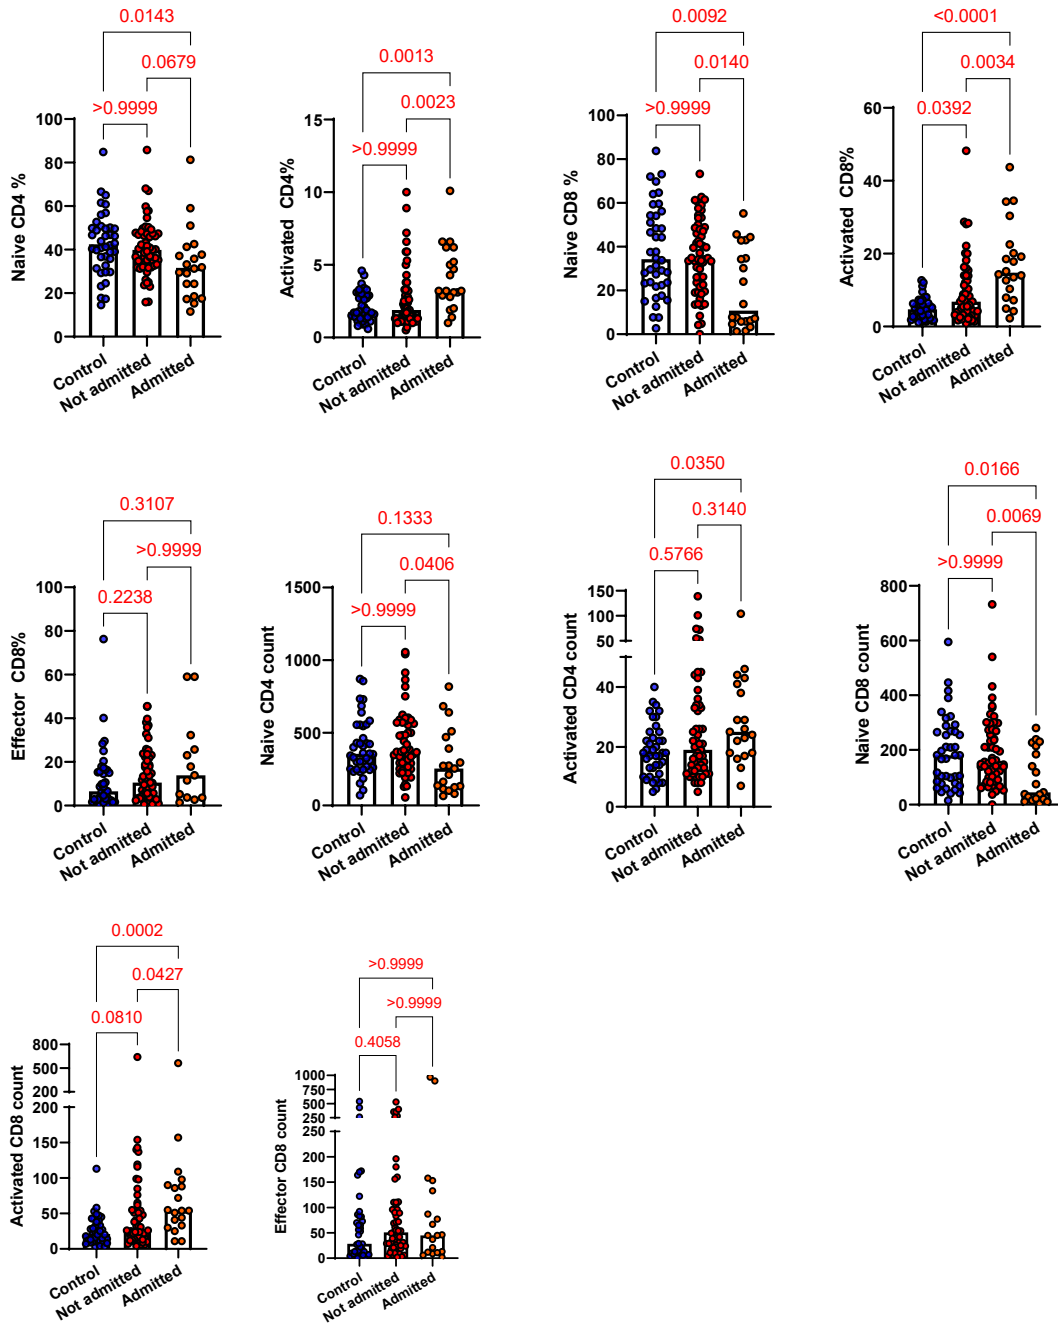 0.0143
0.0679
>0.9999
Naive CD4 %
100
80
60
40
20
0
Control
Not admitted
Admitted
0.0013
0.0023
>0.9999
Activated CD4%
15
10
5
0
Control
Not admitted
Admitted
0.0092
0.0140
>0.9999
Naive CD8 %
100
80
60
40
20
0
Control
Not admitted
Admitted
<0.0001
0.0034
0.0392
Activated CD8%
60
40
20
0
Control
Not admitted
Admitted
0.3107
>0.9999
0.2238
Effector CD8%
100
80
60
40
20
0
Control
Not admitted
Admitted
0.1333
0.0406
>0.9999
Naive CD4 count
1500
1000
500
0
Control
Not admitted
Admitted
0.0350
0.3140
0.5766
Activated CD4 count
150
100
50
40
20
0
Control
Not admitted
Admitted
0.0166
0.0069
>0.9999
Naive CD8 count
800
600
400
200
0
Control
Not admitted
Admitted
0.0002
0.0427
0.0810
Activated CD8 count
800
500
200
200
150
100
50
0
Control
Not admitted
Admitted
>0.9999
>0.9999
0.4058
Effector CD8 count
1000
750
500
250
250
200
150
100
50
0
Control
Not admitted
Admitted